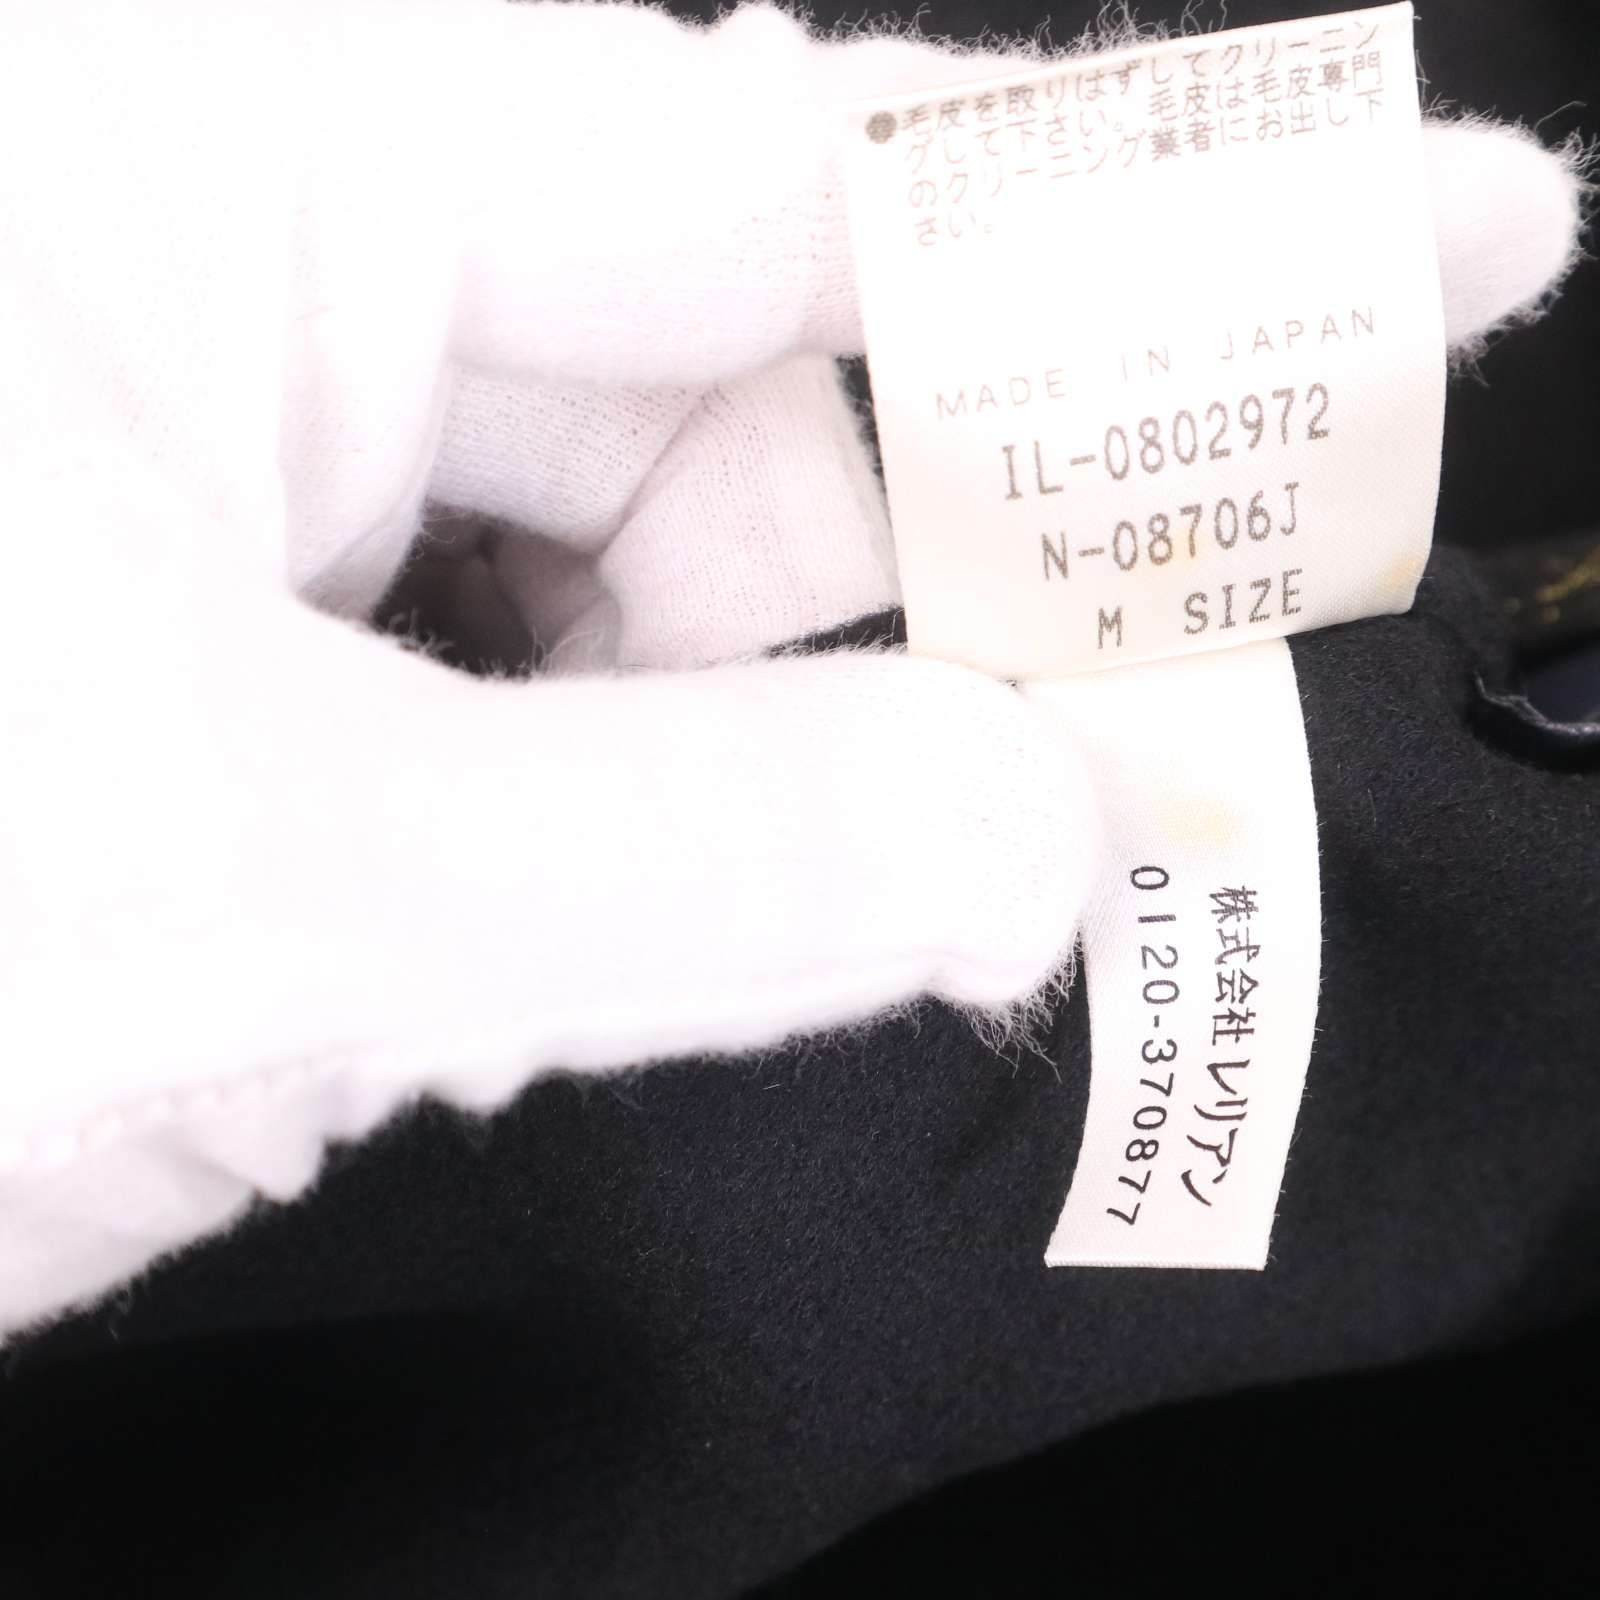 ●毛皮を取りはずしてクリーニン
グして下さい。毛皮は毛皮専門
のクリーニング業者にお出し下
さい。
MADE IN JAPAN
IL-0802972
N-08706J
M SIZE
株式会社レリアン
0120-370877